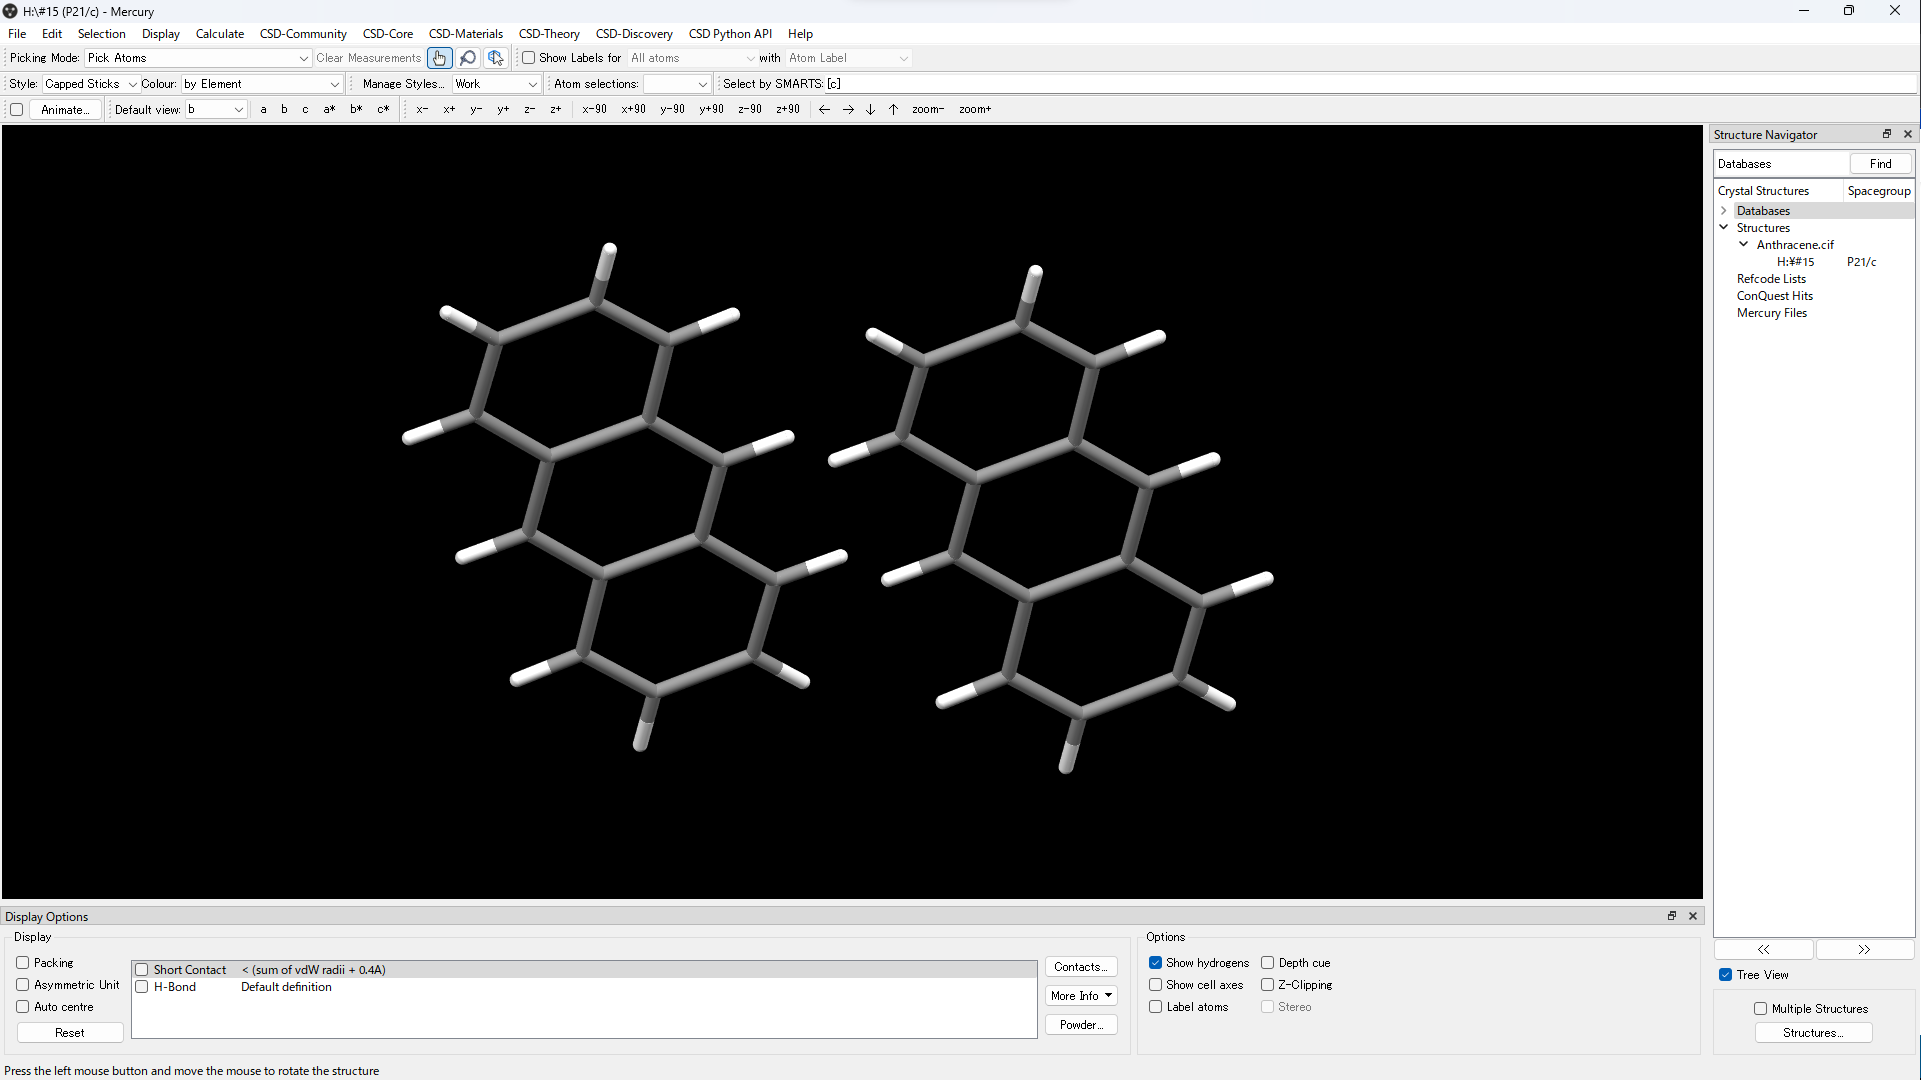 H:\#15 (P21/c) - Mercury
File Edit Selection Display Calculate CSD-Community CSD-Core CSD-Materials CSD-Theory CSD-Discovery CSD Python API Help
Picking Mode: Pick Atoms Clear Measurements Show Labels for All atoms with Atom Label
Style: Capped Sticks Colour: by Element Manage Styles... Work Atom selections: Select by SMARTS: [c]
Animate... Default view: b a b c a* b* c* x- x+ y- y+ z- z+ x-90 x+90 y-90 y+90 z-90 z+90 ← → ↓ ↑ zoom- zoom+
Structure Navigator
Databases Find
Crystal Structures Spacegroup
Databases
Structures
Anthracene.cif
H:¥#15 P21/c
Refcode Lists
ConQuest Hits
Mercury Files
<< >>
Tree View
Multiple Structures
Structures...
Display Options
Display
Packing
Asymmetric Unit
Auto centre
Reset
Short Contact < (sum of vdW radii + 0.4A)
H-Bond Default definition
Contacts...
More Info
Powder...
Options
Show hydrogens Depth cue
Show cell axes Z-Clipping
Label atoms Stereo
Press the left mouse button and move the mouse to rotate the structure